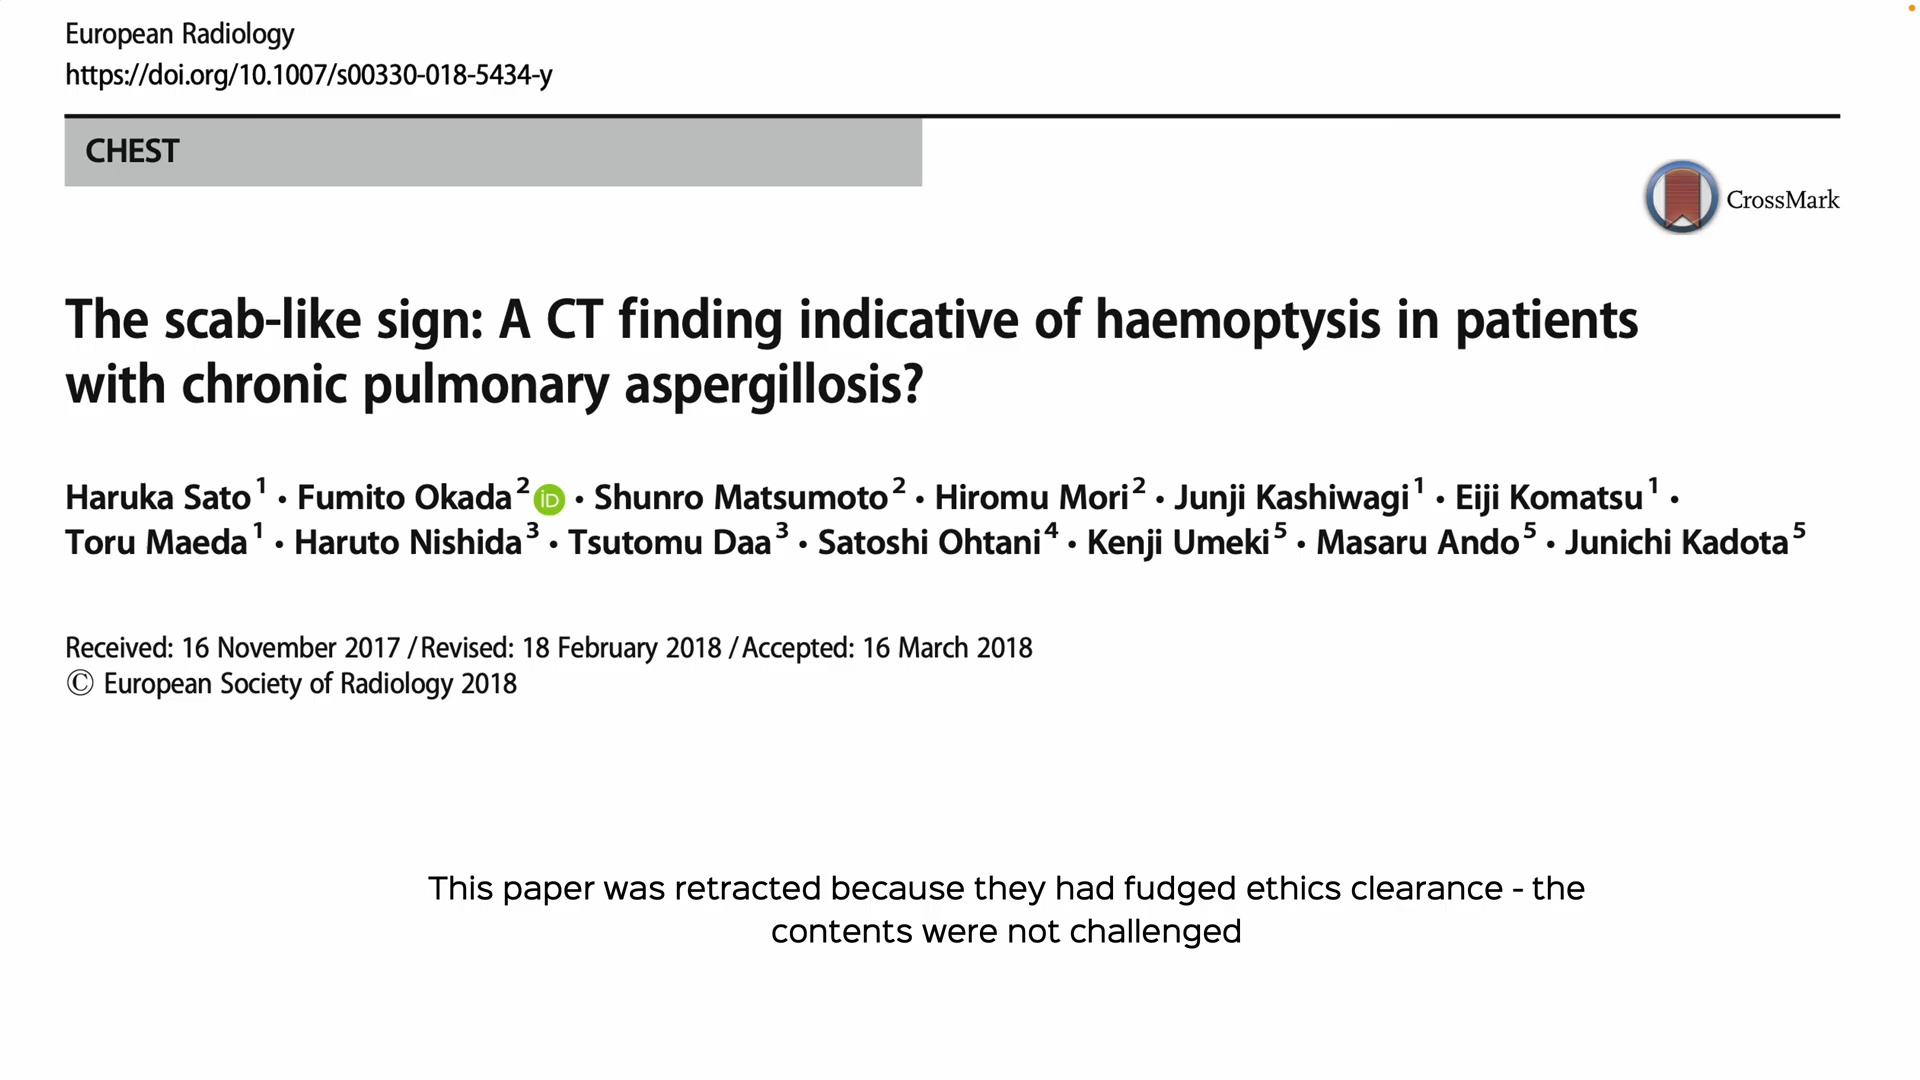 European Radiology
https://doi.org/10.1007/s00330-018-5434-y
CHEST
CrossMark
The scab-like sign: A CT finding indicative of haemoptysis in patients
with chronic pulmonary aspergillosis?
Haruka Sato1 · Fumito Okada2 iD · Shunro Matsumoto2 · Hiromu Mori2 · Junji Kashiwagi1 · Eiji Komatsu1 ·
Toru Maeda1 · Haruto Nishida3 · Tsutomu Daa3 · Satoshi Ohtani4 · Kenji Umeki5 · Masaru Ando5 · Junichi Kadota5
Received: 16 November 2017 / Revised: 18 February 2018 / Accepted: 16 March 2018
© European Society of Radiology 2018
This paper was retracted because they had fudged ethics clearance - the
contents were not challenged